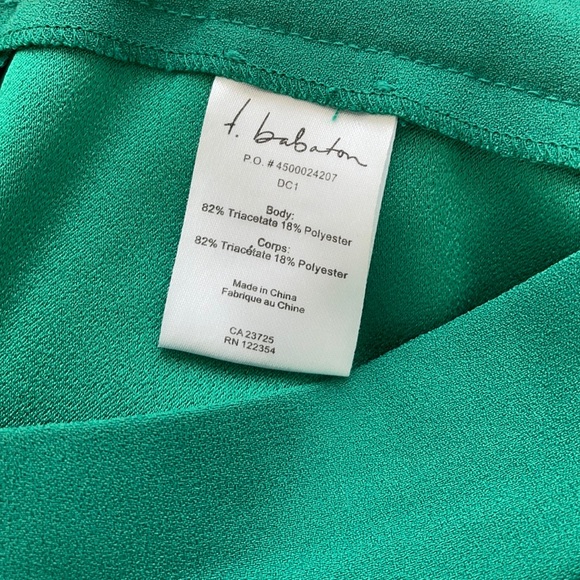 t. babaton
P.O. # 4500024207
DC1
Body:
82% Triacetate 18% Polyester
Corps:
82% Triacétate 18% Polyester
Made in China
Fabrique au Chine
CA 23725
RN 122354